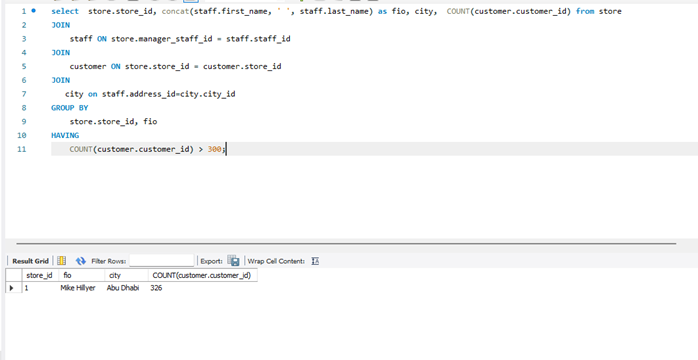 1 select store.store_id, concat(staff.first_name, ' ', staff.last_name) as fio, city, COUNT(customer.customer_id) from store
2 JOIN
3 staff ON store.manager_staff_id = staff.staff_id
4 JOIN
5 customer ON store.store_id = customer.store_id
6 JOIN
7 city on staff.address_id=city.city_id
8 GROUP BY
9 store.store_id, fio
10 HAVING
11 COUNT(customer.customer_id) > 300;
Result Grid Filter Rows: Export: Wrap Cell Content:
store_id fio city COUNT(customer.customer_id)
1 Mike Hillyer Abu Dhabi 326